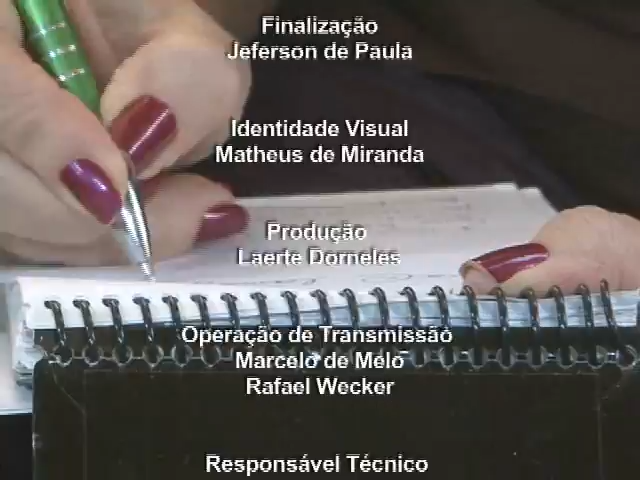 Finalização
Jeferson de Paula
Identidade Visual
Matheus de Miranda
Produção
Laerte Dorneles
Operação de Transmissão
Marcelo de Melo
Rafael Wecker
Responsável Técnico